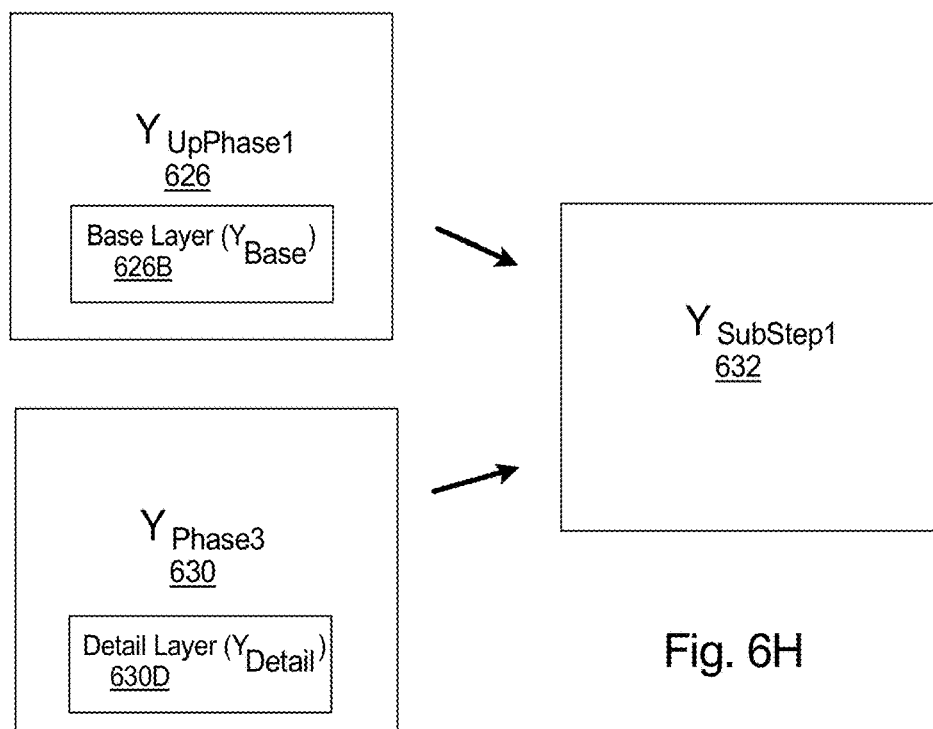 Y UpPhase1
626
Base Layer (Y Base)
626B
Y Phase3
630
Detail Layer (Y Detail)
630D
Y SubStep1
632
Fig. 6H